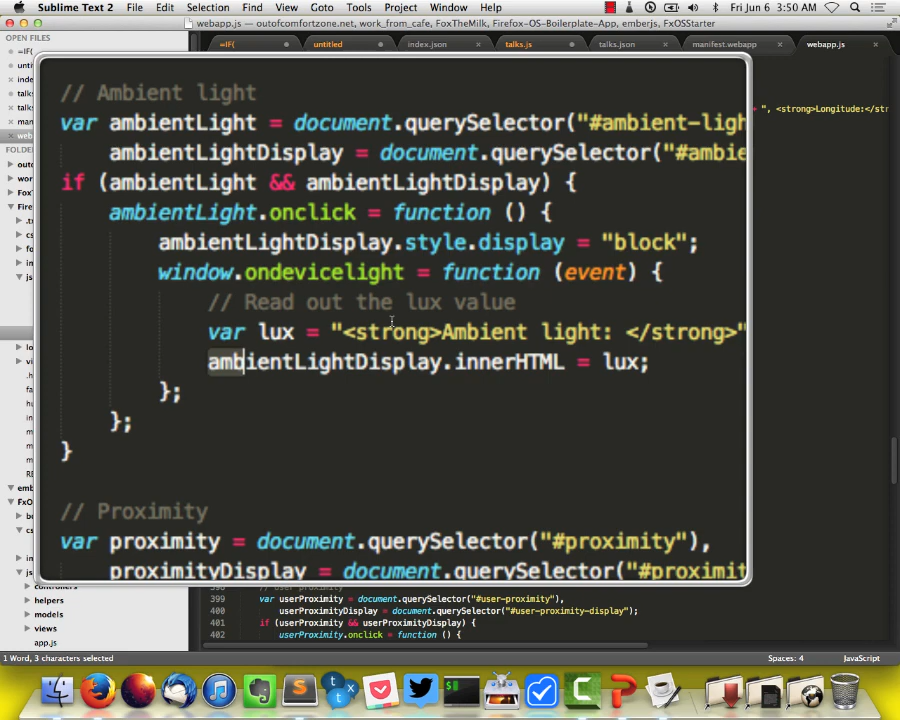 Sublime Text 2 File Edit Selection Find View Goto Tools Project Window Help Fri Jun 6 3:50 AM
webapp.js — outofcomfortzone.net, work_from_cafe, FoxTheMilk, Firefox-OS-Boilerplate-App, emberjs, FxOSStarter
OPEN FILES
=IF( untitled index.json talks.js talks.json manifest.webapp webapp.js
=IF(
// Ambient light
var ambientLight = document.querySelector("#ambient-ligh
", <strong>Longitude:</str
ambientLightDisplay = document.querySelector("#ambie
if (ambientLight && ambientLightDisplay) {
ambientLight.onclick = function () {
ambientLightDisplay.style.display = "block";
window.ondevicelight = function (event) {
// Read out the lux value
var lux = "<strong>Ambient light: </strong>"
ambientLightDisplay.innerHTML = lux;
};
};
}
// Proximity
var proximity = document.querySelector("#proximity"),
proximityDisplay = document.querySelector("#proximit
helpers
models
views
app.js
399 var userProximity = document.querySelector("#user-proximity"),
400 userProximityDisplay = document.querySelector("#user-proximity-display");
401 if (userProximity && userProximityDisplay) {
402 userProximity.onclick = function () {
1 Word, 3 characters selected Spaces: 4 JavaScript